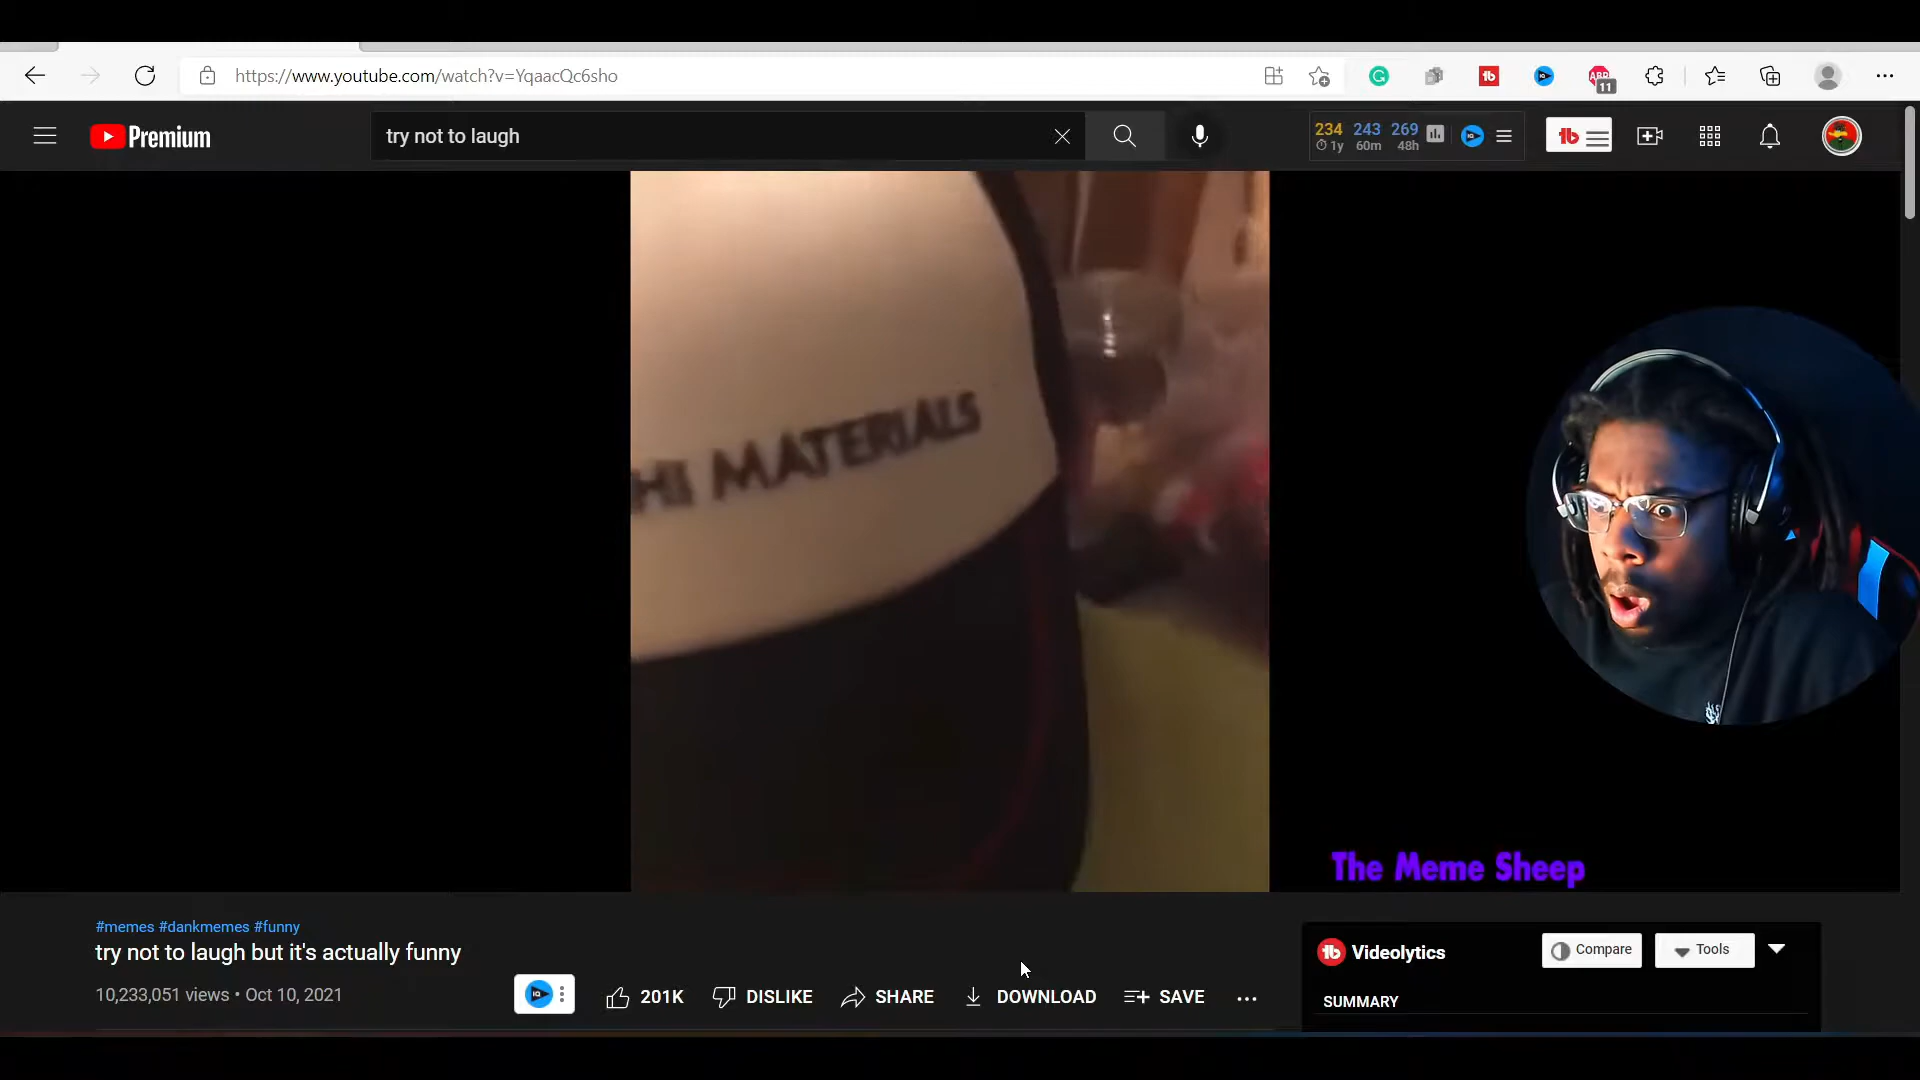 https://www.youtube.com/watch?v=YqaacQc6sho
11
Premium
try not to laugh
234 243 269
1y 60m 48h
HI MATERIALS
The Meme Sheep
#memes #dankmemes #funny
try not to laugh but it's actually funny
10,233,051 views • Oct 10, 2021
201K DISLIKE SHARE DOWNLOAD SAVE
Videolytics Compare Tools
SUMMARY